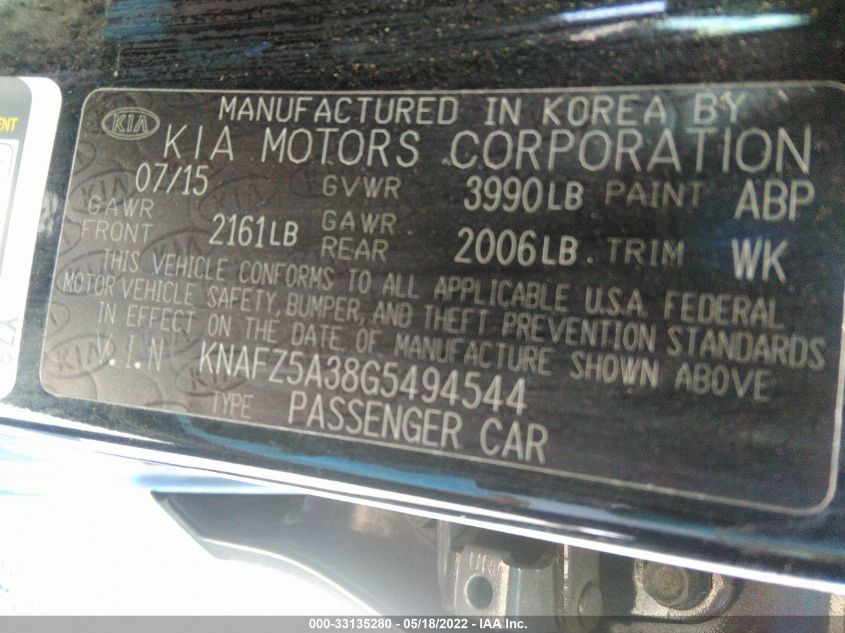 ENT
KIA
MANUFACTURED IN KOREA BY
KIA MOTORS CORPORATION
07/15 GVWR 3990LB PAINT ABP
GAWR FRONT 2161LB GAWR REAR 2006LB TRIM WK
THIS VEHICLE CONFORMS TO ALL APPLICABLE U.S.A. FEDERAL
MOTOR VEHICLE SAFETY, BUMPER, AND THEFT PREVENTION STANDARDS
IN EFFECT ON THE DATE OF MANUFACTURE SHOWN ABOVE
V.I.N KNAFZ5A38G5494544
TYPE PASSENGER CAR
000-33135280 - 05/18/2022 - IAA Inc.